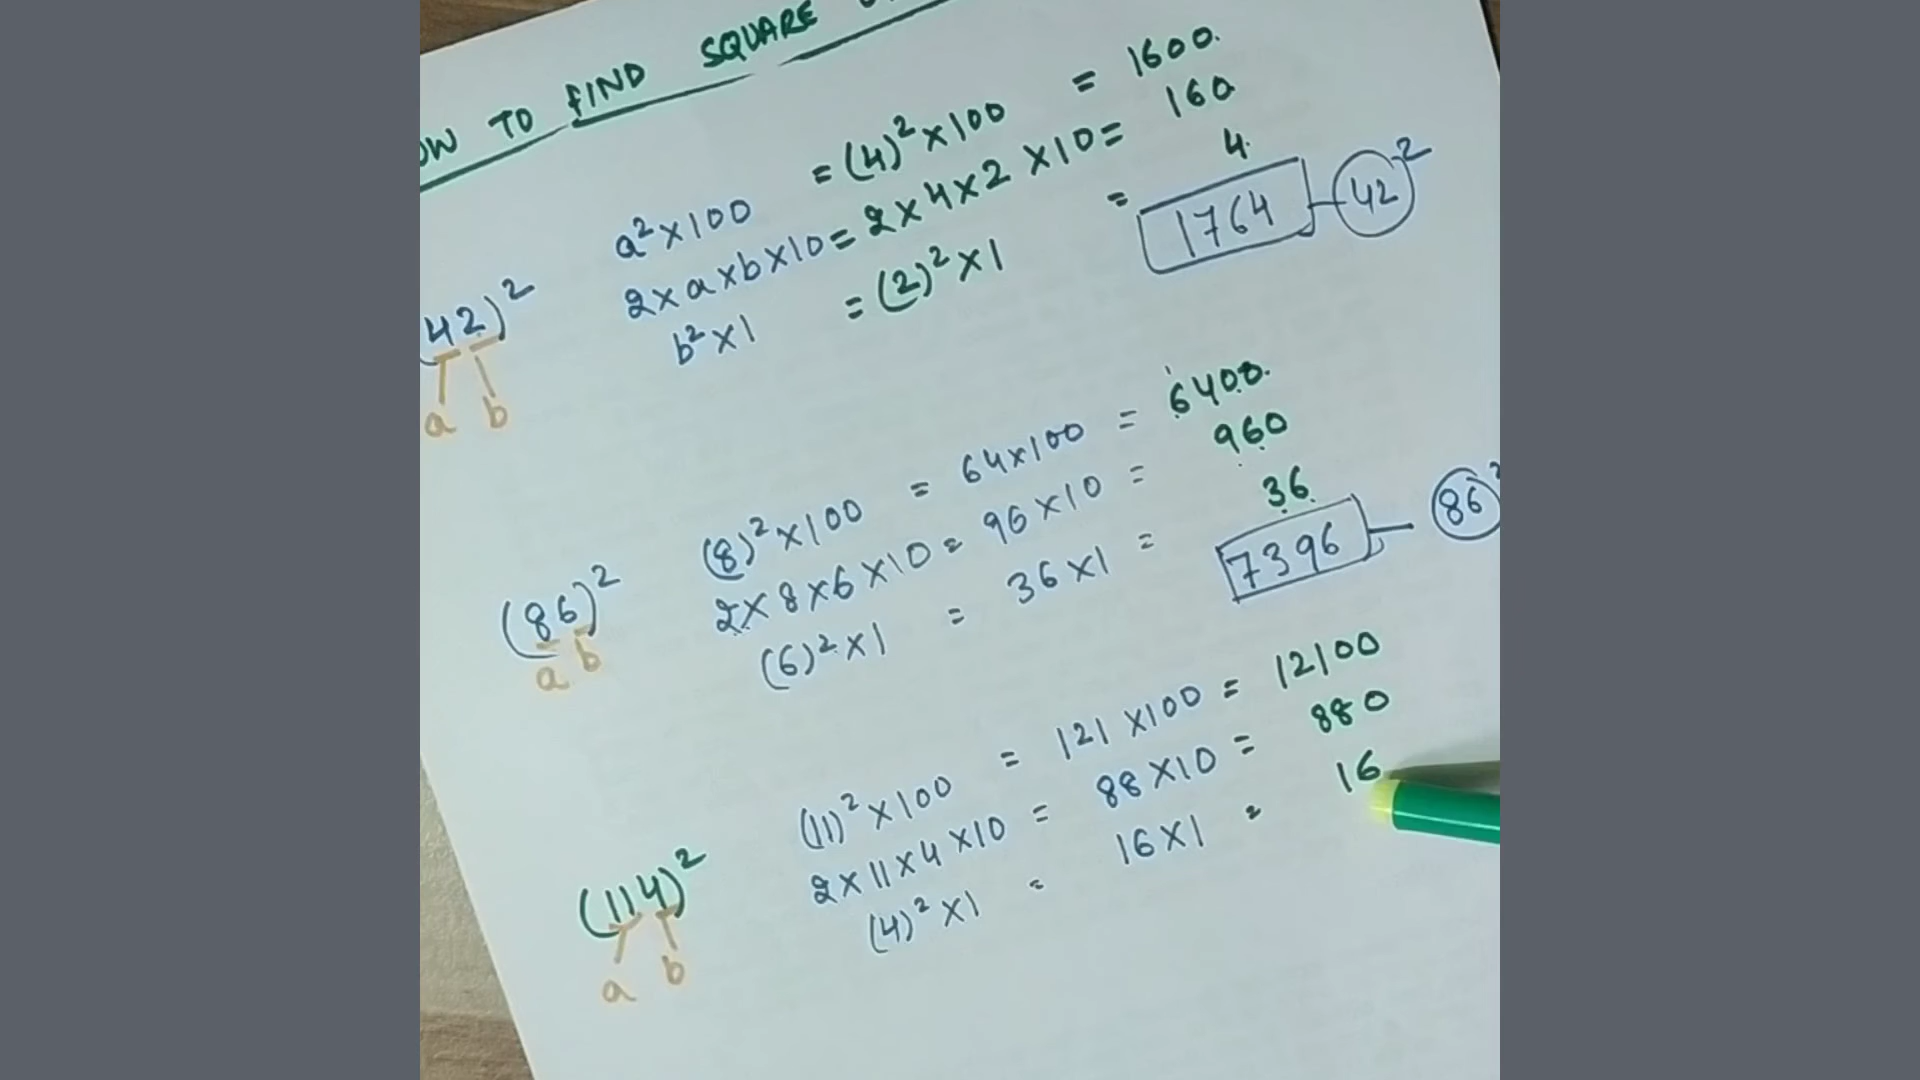 OW TO FIND SQUARE
(42)²
a b
a²×100 = (4)²×100 = 1600.
2×a×b×10 = 2×4×2×10 = 160
b²×1 = (2)²×1 = 4
1764 - 42²
(86)²
a b
(8)²×100 = 64×100 = 6400.
2×8×6×10 = 96×10 = 960
(6)²×1 = 36×1 = 36
7396 - 86²
(114)²
a b
(11)²×100 = 121×100 = 12100
2×11×4×10 = 88×10 = 880
(4)²×1 = 16×1 = 16